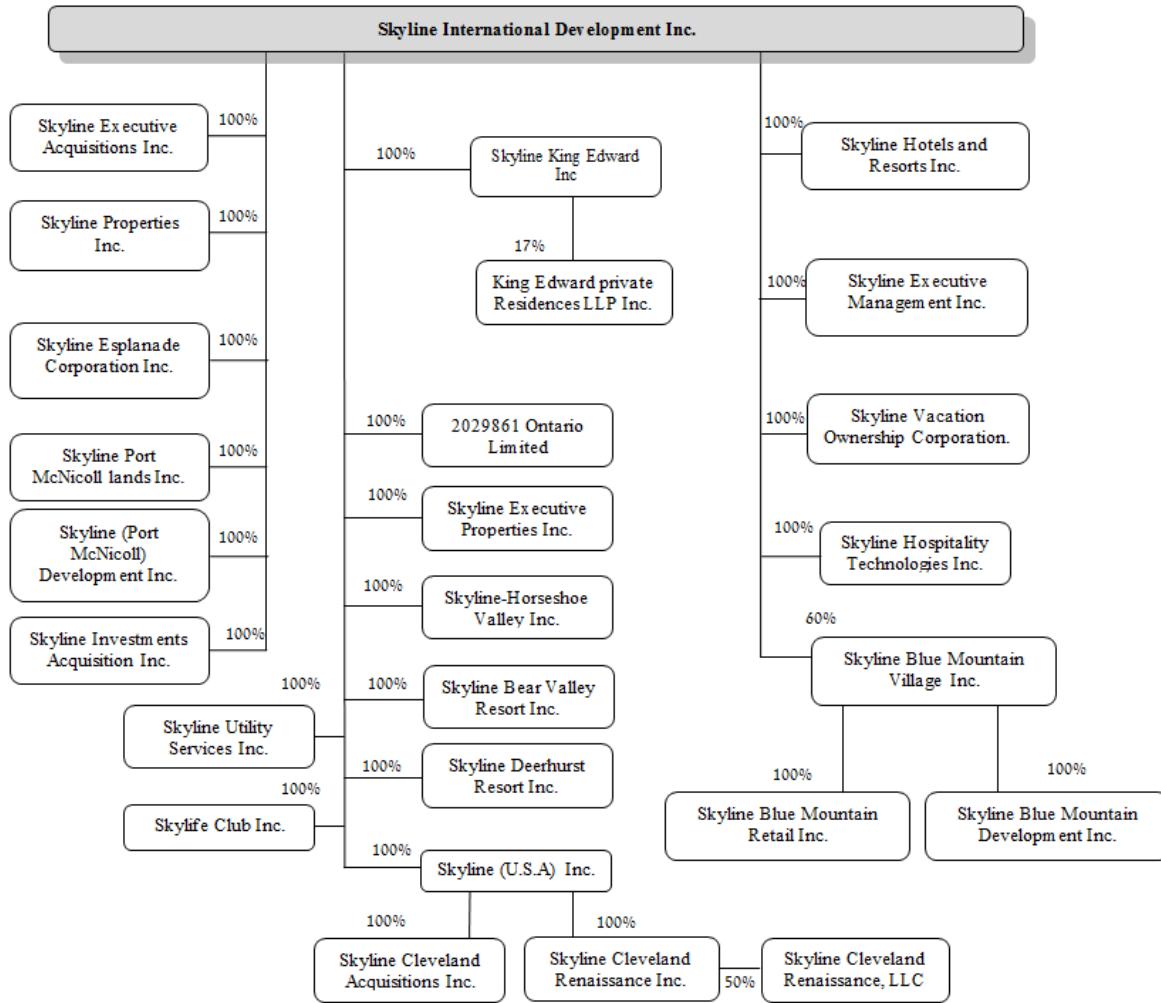 Skyline International Development Inc.
100%
Skyline Executive
Acquisitions Inc.
100%
Skyline Properties
Inc.
100%
Skyline Esplanade
Corporation Inc.
100%
Skyline Port
McNicoll lands Inc.
100%
Skyline (Port
McNicoll)
Development Inc.
100%
Skyline Investments
Acquisition Inc.
100%
Skyline King Edward
Inc
17%
King Edward private
Residences LLP Inc.
100%
2029861 Ontario
Limited
100%
Skyline Executive
Properties Inc.
100%
Skyline-Horseshoe
Valley Inc.
100%
Skyline Bear Valley
Resort Inc.
100%
Skyline Utility
Services Inc.
100%
Skyline Deerhurst
Resort Inc.
100%
Skylife Club Inc.
100%
Skyline (U.S.A) Inc.
100%
Skyline Cleveland
Acquisitions Inc.
100%
Skyline Cleveland
Renaissance Inc.
50%
Skyline Cleveland
Renaissance, LLC
100%
Skyline Hotels and
Resorts Inc.
100%
Skyline Executive
Management Inc.
100%
Skyline Vacation
Ownership Corporation.
100%
Skyline Hospitality
Technologies Inc.
60%
Skyline Blue Mountain
Village Inc.
100%
Skyline Blue Mountain
Retail Inc.
100%
Skyline Blue Mountain
Development Inc.